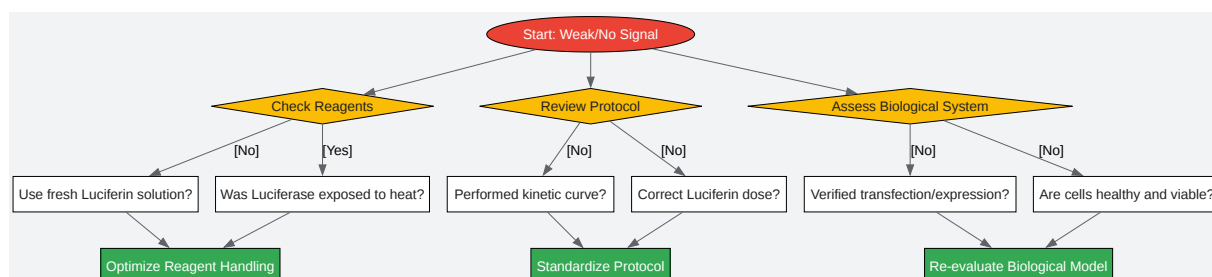 Start: Weak/No Signal
Check Reagents
Review Protocol
Assess Biological System
[No]
[Yes]
[No]
[No]
[No]
[No]
Use fresh Luciferin solution?
Was Luciferase exposed to heat?
Performed kinetic curve?
Correct Luciferin dose?
Verified transfection/expression?
Are cells healthy and viable?
Optimize Reagent Handling
Standardize Protocol
Re-evaluate Biological Model